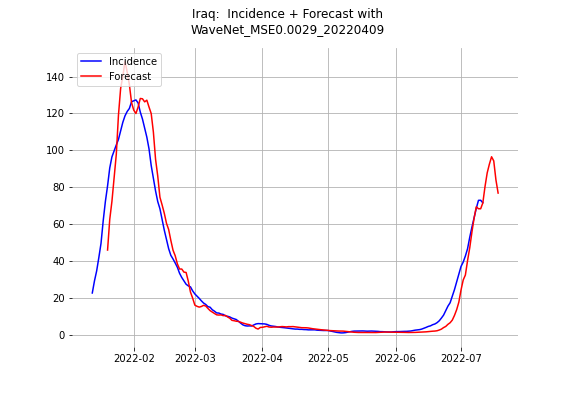 Iraq:  Incidence + Forecast with
WaveNet_MSE0.0029_20220409
Incidence
Forecast
140
120
100
80
60
40
20
0
2022-02 2022-03 2022-04 2022-05 2022-06 2022-07